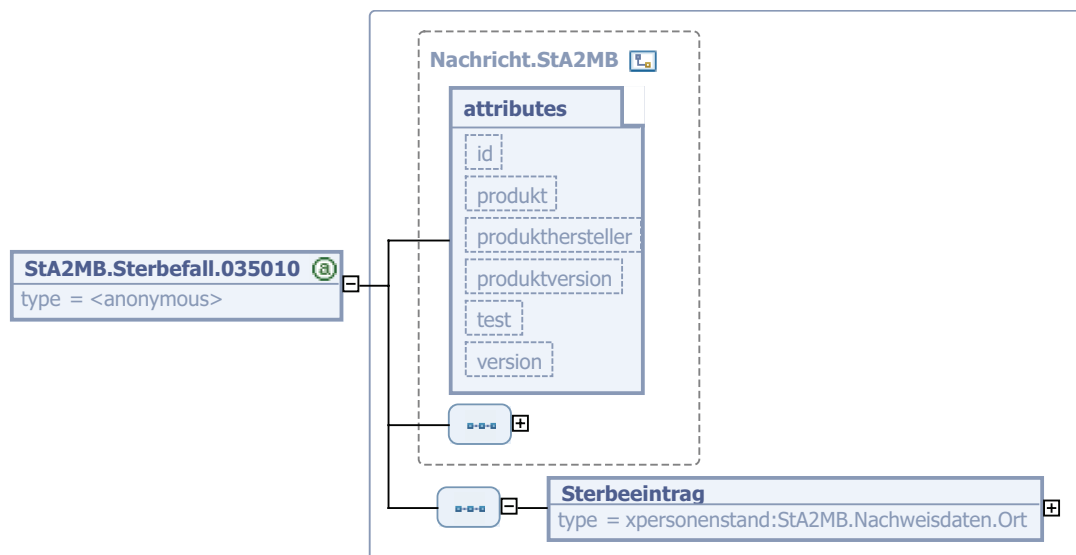 Nachricht.StA2MB
attributes
id
produkt
produkthersteller
produktversion
test
version
StA2MB.Sterbefall.035010 @
type = <anonymous>
Sterbeeintrag
type = xpersonenstand:StA2MB.Nachweisdaten.Ort